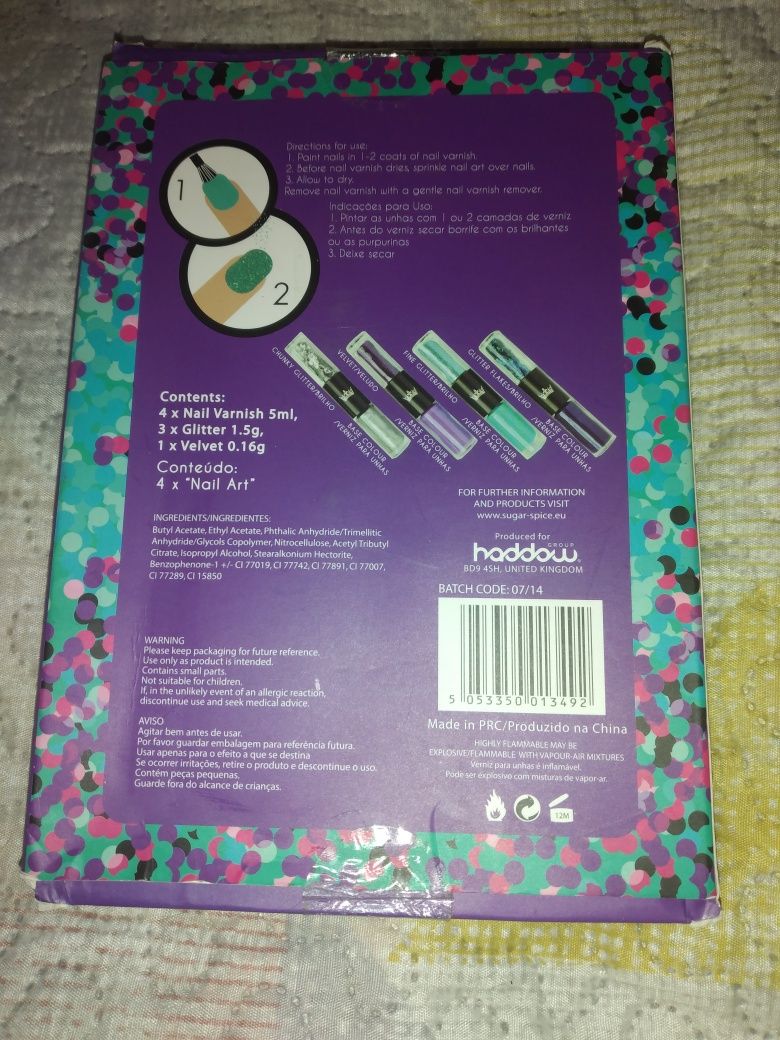 1
2
Directions for use:
1. Paint nails in 1-2 coats of nail varnish.
2. Before nail varnish dries, sprinkle nail art over nails.
3. Allow to dry.
Remove nail varnish with a gentle nail varnish remover.
Indicações para Uso:
1. Pintar as unhas com 1 ou 2 camadas de verniz
2. Antes do verniz secar borrife com os brilhantes
ou as purpurinas
3. Deixe secar
CHUNKY GLITTER/BRILHO
BASE COLOUR
/VERNIZ PARA UNHAS
VELVET/VELUDO
BASE COLOUR
/VERNIZ PARA UNHAS
FINE GLITTER/BRILHO
BASE COLOUR
/VERNIZ PARA UNHAS
GLITTER FLAKES/BRILHO
BASE COLOUR
/VERNIZ PARA UNHAS
Contents:
4 x Nail Varnish 5ml,
3 x Glitter 1.5g,
1 x Velvet 0.16g
Conteúdo:
4 x "Nail Art"
INGREDIENTS/INGREDIENTES:
Butyl Acetate, Ethyl Acetate, Phthalic Anhydride/Trimellitic
Anhydride/Glycols Copolymer, Nitrocellulose, Acetyl Tributyl
Citrate, Isopropyl Alcohol, Stearalkonium Hectorite,
Benzophenone-1 +/- CI 77019, CI 77742, CI 77891, CI 77007,
CI 77289, CI 15850
FOR FURTHER INFORMATION
AND PRODUCTS VISIT
www.sugar-spice.eu
Produced for
haddow GROUP
BD9 4SH, UNITED KINGDOM
BATCH CODE: 07/14
5 053350 013492
Made in PRC/Produzido na China
HIGHLY FLAMMABLE MAY BE
EXPLOSIVE/FLAMMABLE WITH VAPOUR-AIR MIXTURES
Verniz para unhas é inflamável.
Pode ser explosivo com misturas de vapor-ar.
12M
WARNING
Please keep packaging for future reference.
Use only as product is intended.
Contains small parts.
Not suitable for children.
If, in the unlikely event of an allergic reaction,
discontinue use and seek medical advice.
AVISO
Agitar bem antes de usar.
Por favor guardar embalagem para referência futura.
Usar apenas para o efeito a que se destina
Se ocorrer irritações, retire o produto e descontinue o uso.
Contém peças pequenas.
Guarde fora do alcance de crianças.